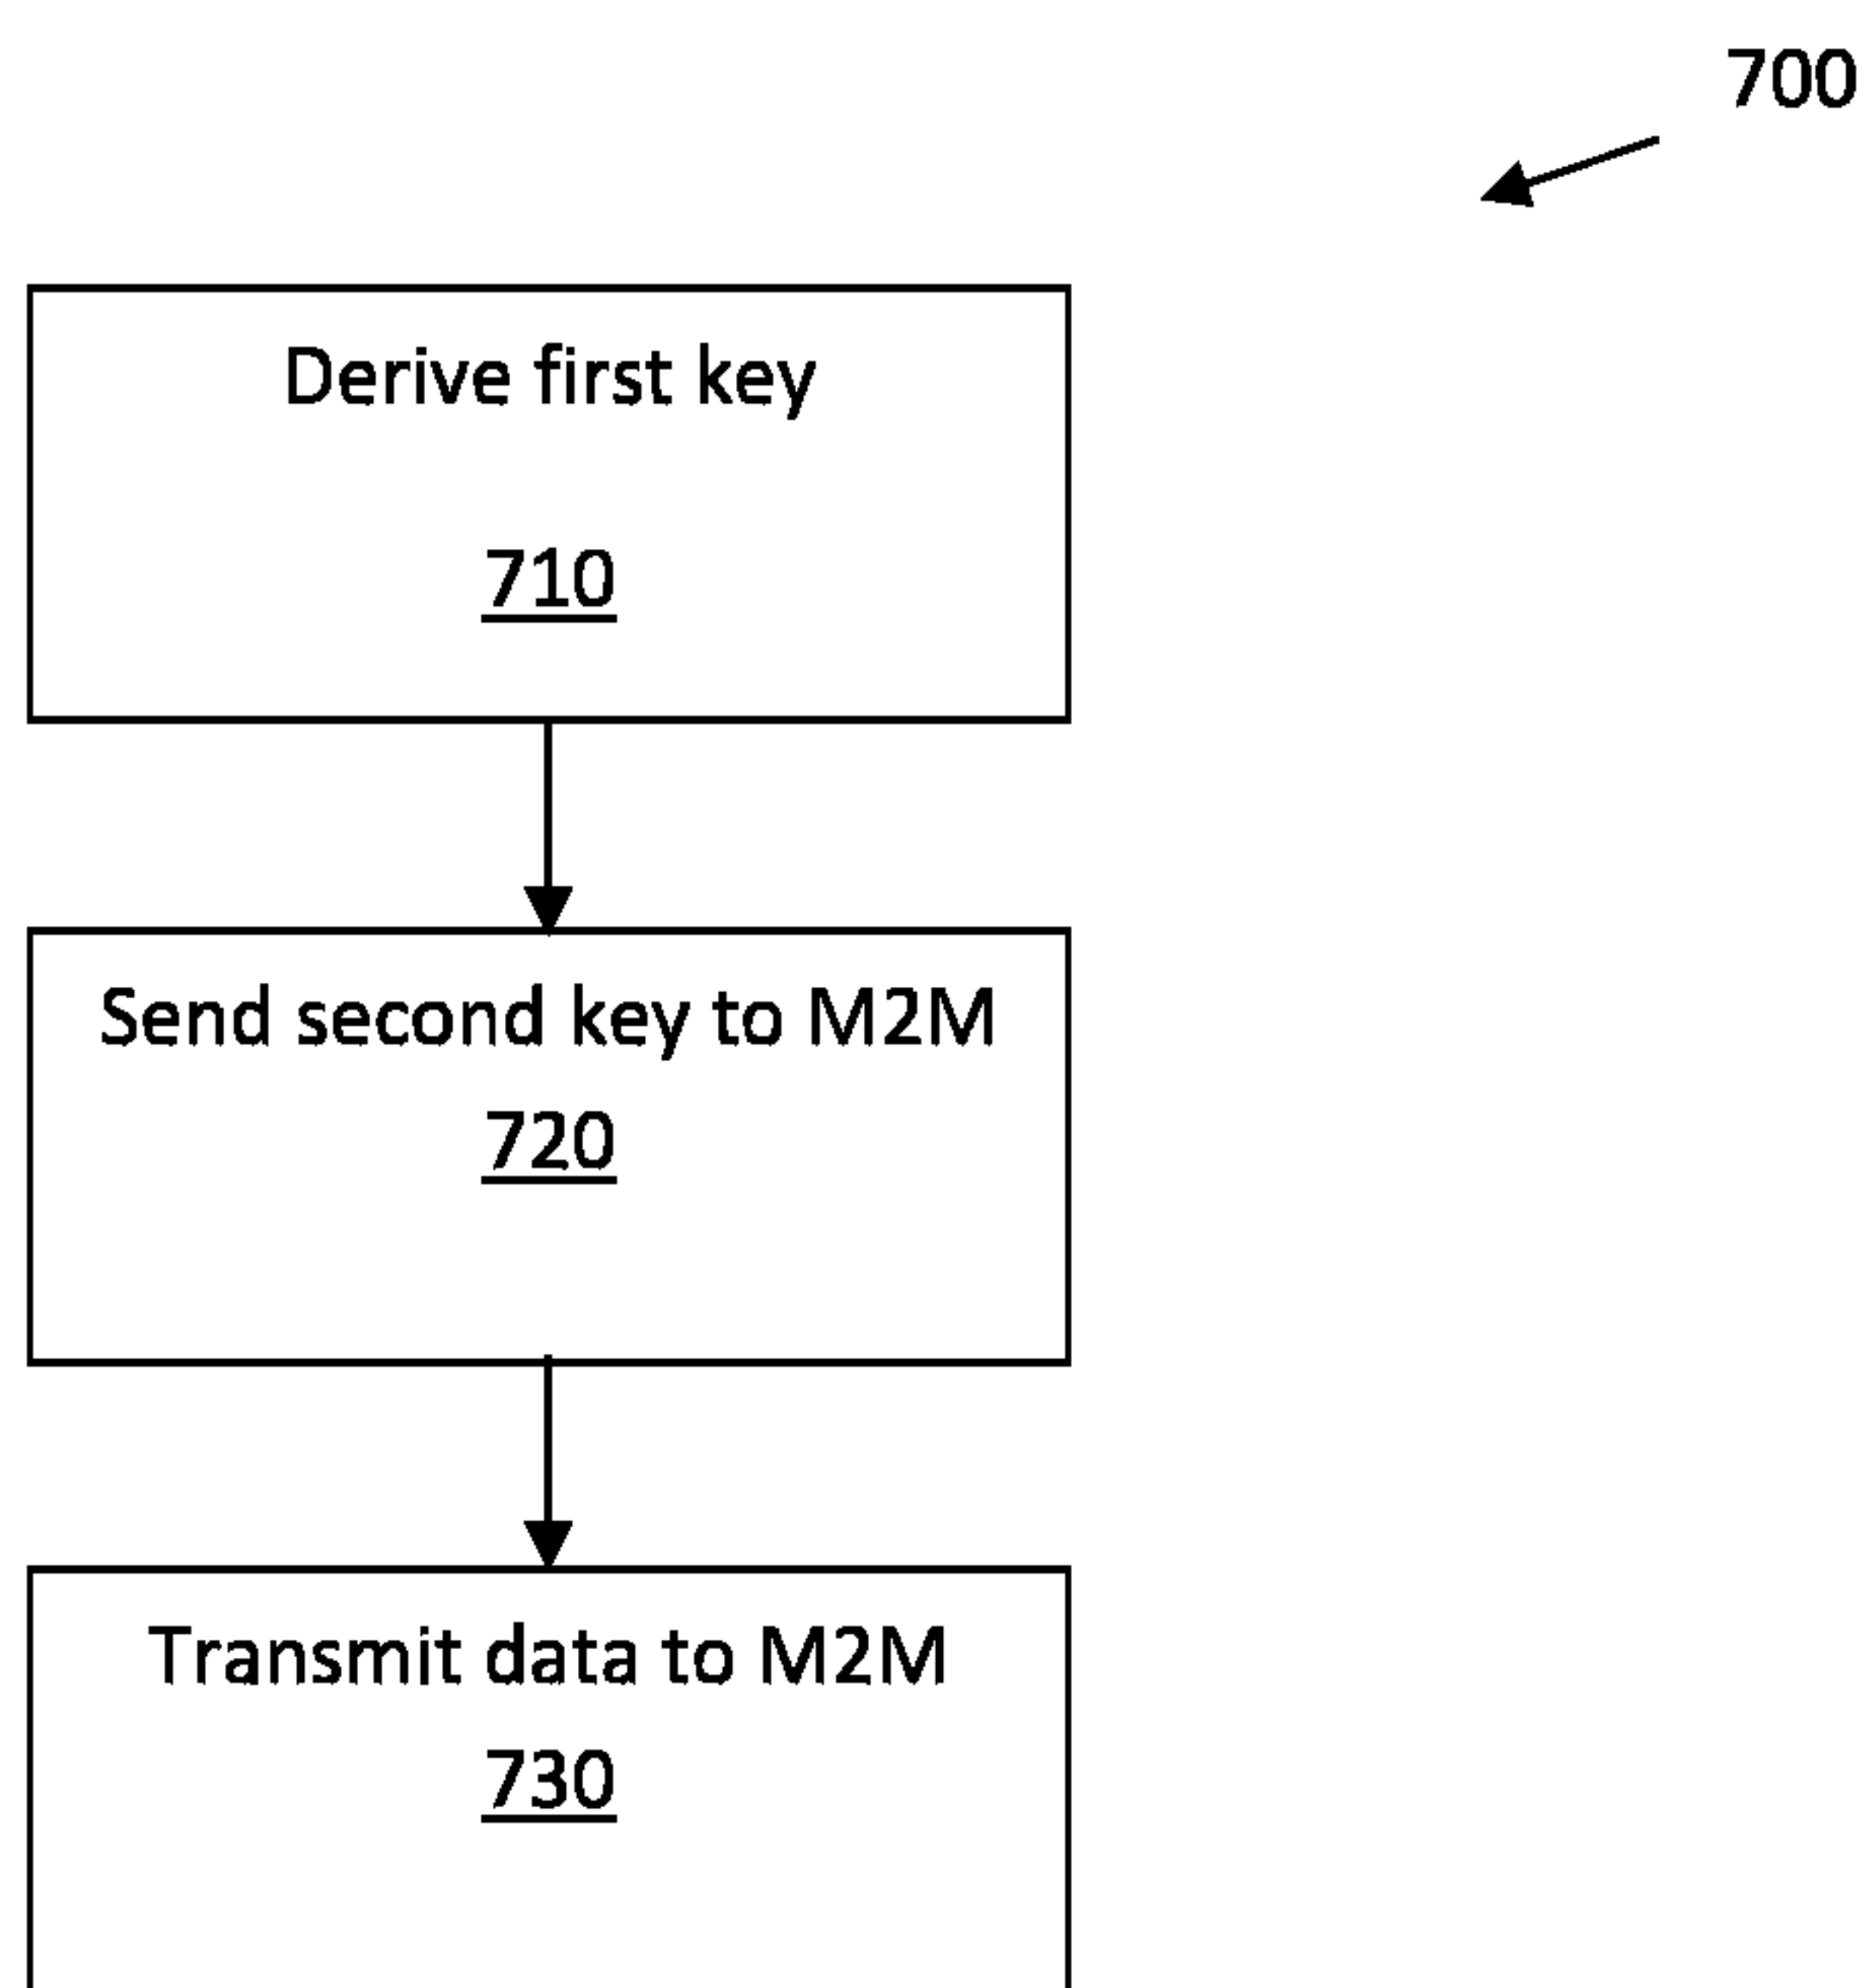 700
Derive first key
710
Send second key to M2M
720
Transmit data to M2M
730